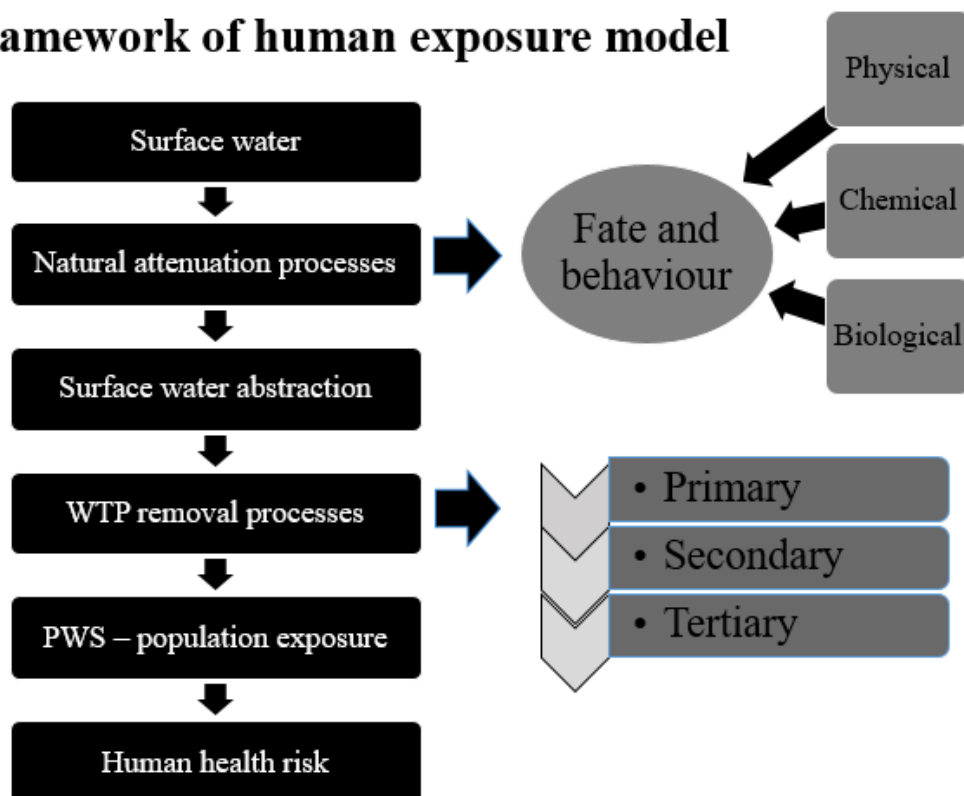 amework of human exposure model
Surface water
Natural attenuation processes
Surface water abstraction
WTP removal processes
PWS – population exposure
Human health risk
Fate and
behaviour
Physical
Chemical
Biological
• Primary
• Secondary
• Tertiary